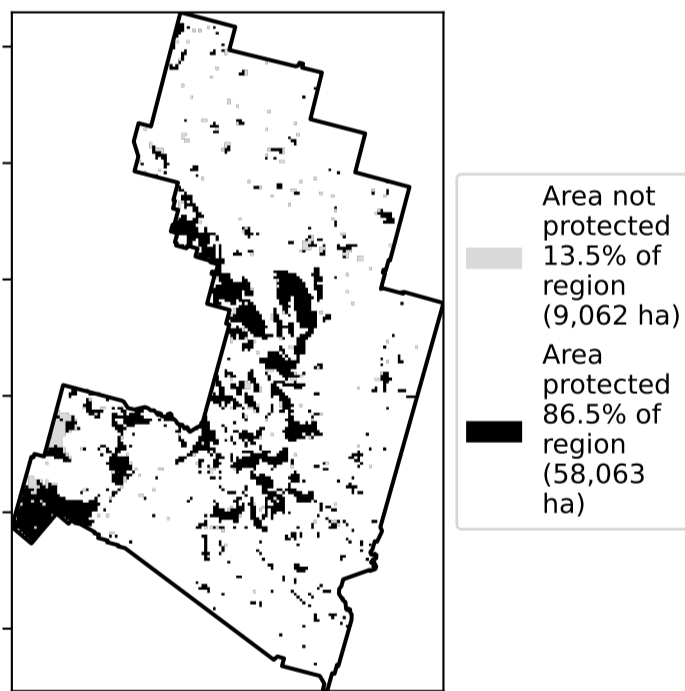 Area not
protected
13.5% of
region
(9,062 ha)
Area
protected
86.5% of
region
(58,063
ha)